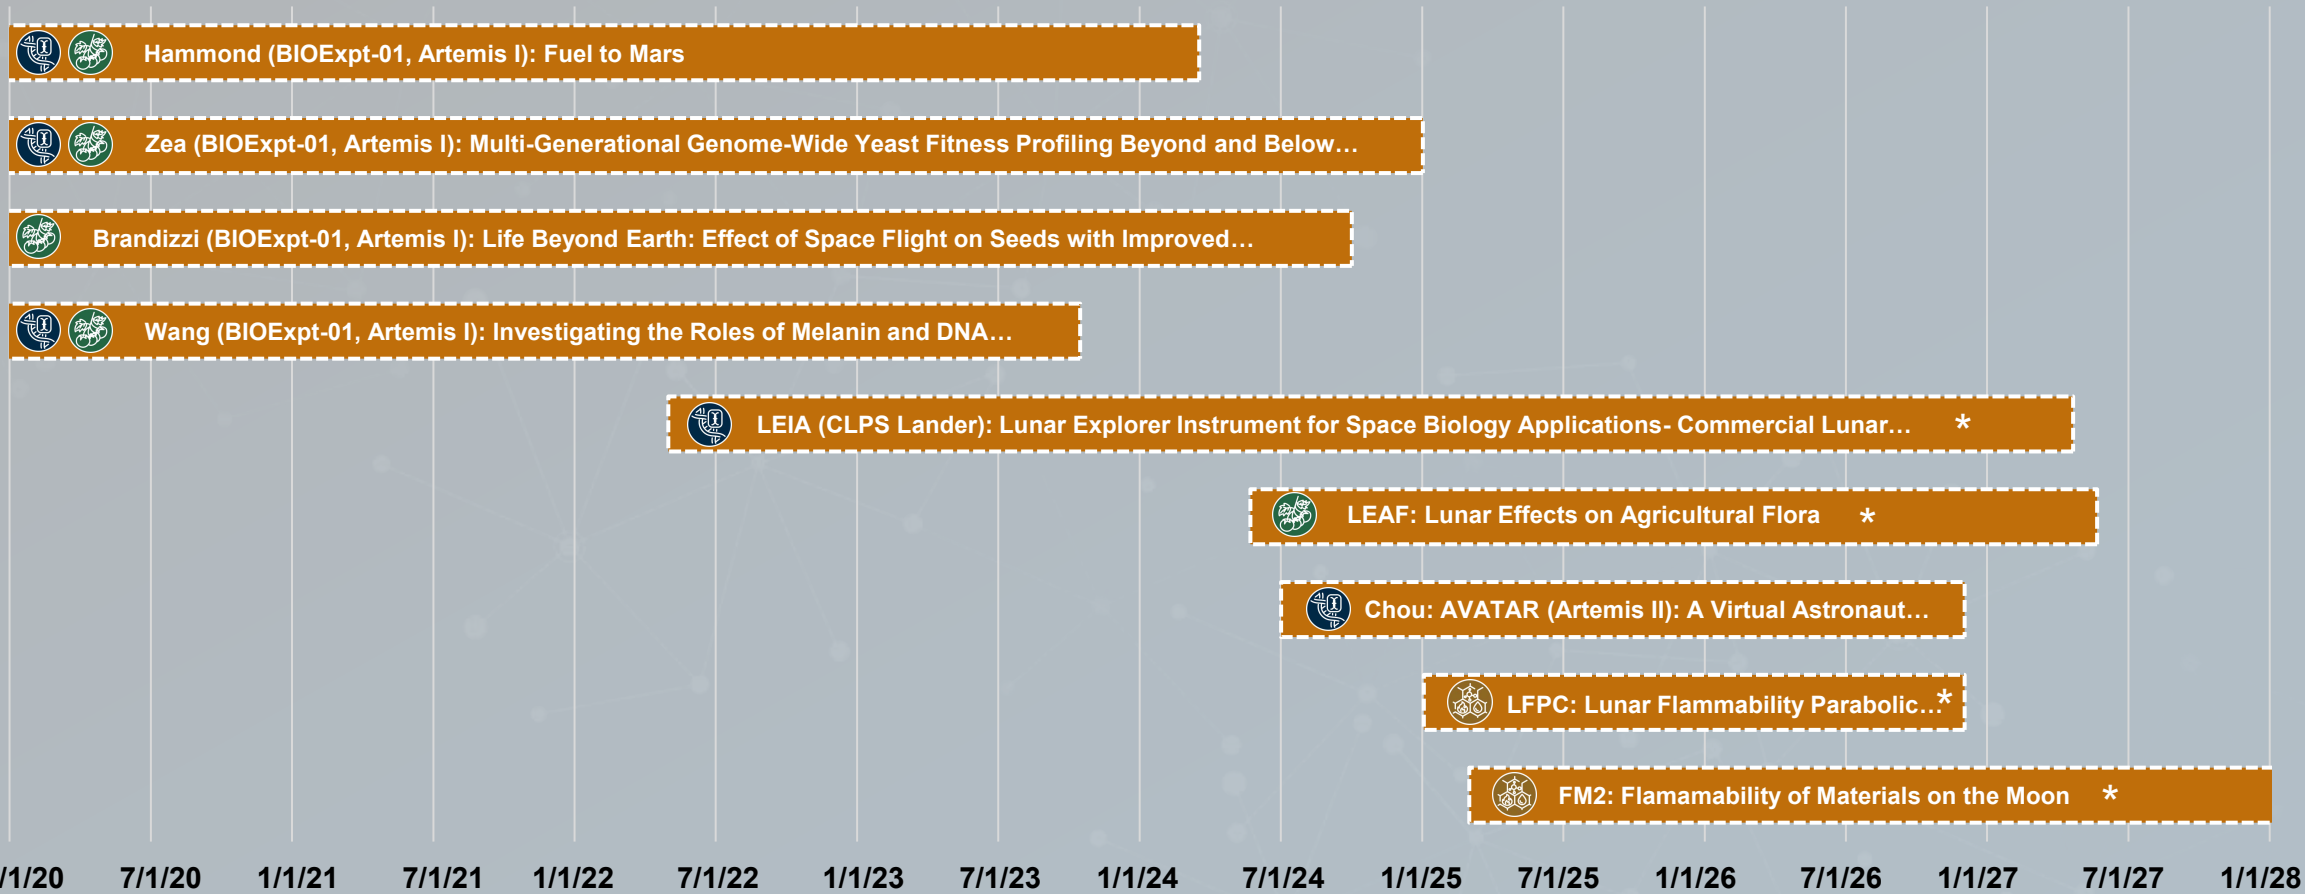 Hammond (BIOExpt-01, Artemis I): Fuel to Mars
Zea (BIOExpt-01, Artemis I): Multi-Generational Genome-Wide Yeast Fitness Profiling Beyond and Below…
Brandizzi (BIOExpt-01, Artemis I): Life Beyond Earth: Effect of Space Flight on Seeds with Improved…
Wang (BIOExpt-01, Artemis I): Investigating the Roles of Melanin and DNA…
LEIA (CLPS Lander): Lunar Explorer Instrument for Space Biology Applications- Commercial Lunar… *
LEAF: Lunar Effects on Agricultural Flora *
Chou: AVATAR (Artemis II): A Virtual Astronaut…
LFPC: Lunar Flammability Parabolic…*
FM2: Flamamability of Materials on the Moon *
/1/20 7/1/20 1/1/21 7/1/21 1/1/22 7/1/22 1/1/23 7/1/23 1/1/24 7/1/24 1/1/25 7/1/25 1/1/26 7/1/26 1/1/27 7/1/27 1/1/28